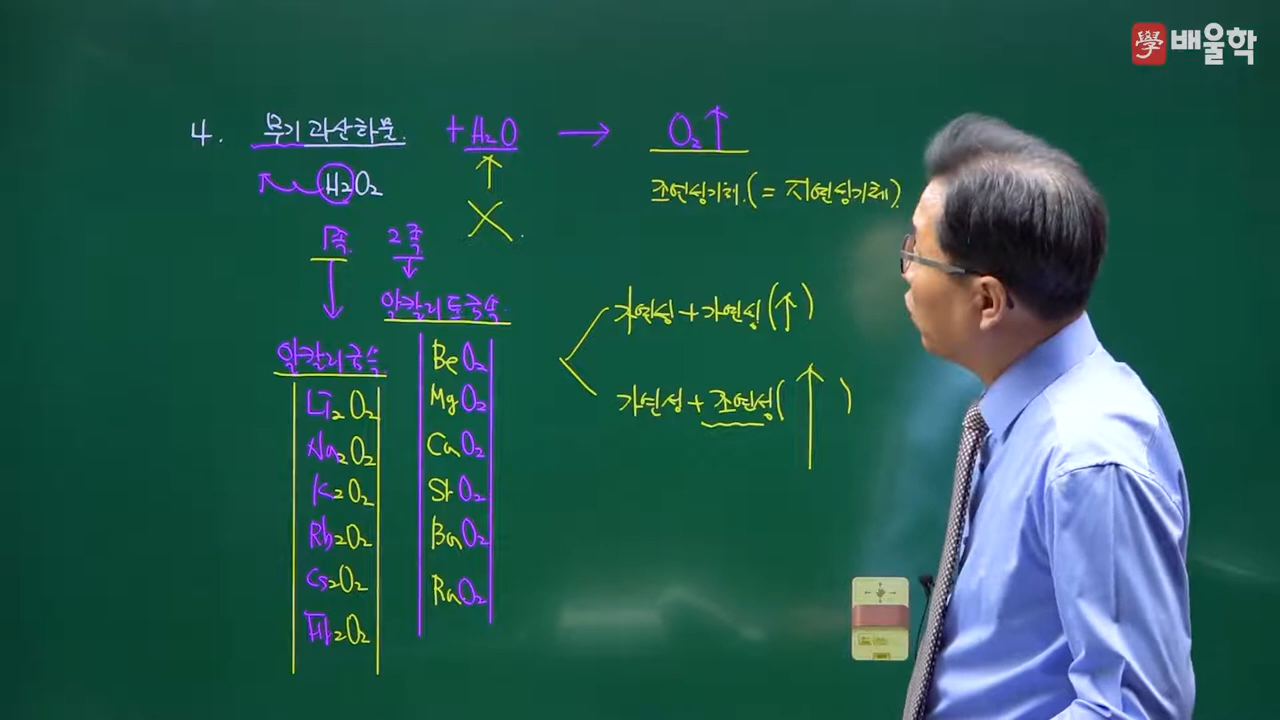 學 배울학
4. 무기과산화물. + H₂O → O₂↑
H₂O₂
조연성기체.(= 지연성기체)
X
1족. 2족
알칼리토금속.
알칼리금속
가연성 + 가연성(↑)
가연성 + 조연성(↑)
Li₂O₂
Na₂O₂
K₂O₂
Rb₂O₂
Cs₂O₂
BeO₂
MgO₂
CaO₂
SrO₂
BaO₂
RaO₂